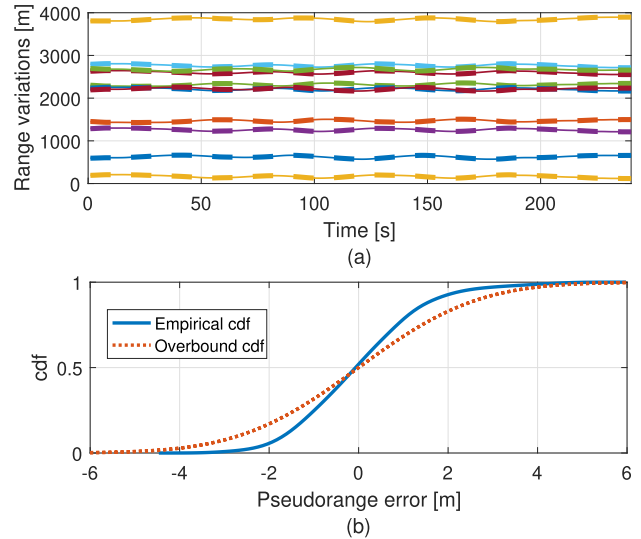 Range variations [m]
4000
3000
2000
1000
0
0
50
100
150
200
Time [s]
(a)
cdf
1
0.5
0
Empirical cdf
Overbound cdf
-6
-4
-2
0
2
4
6
Pseudorange error [m]
(b)